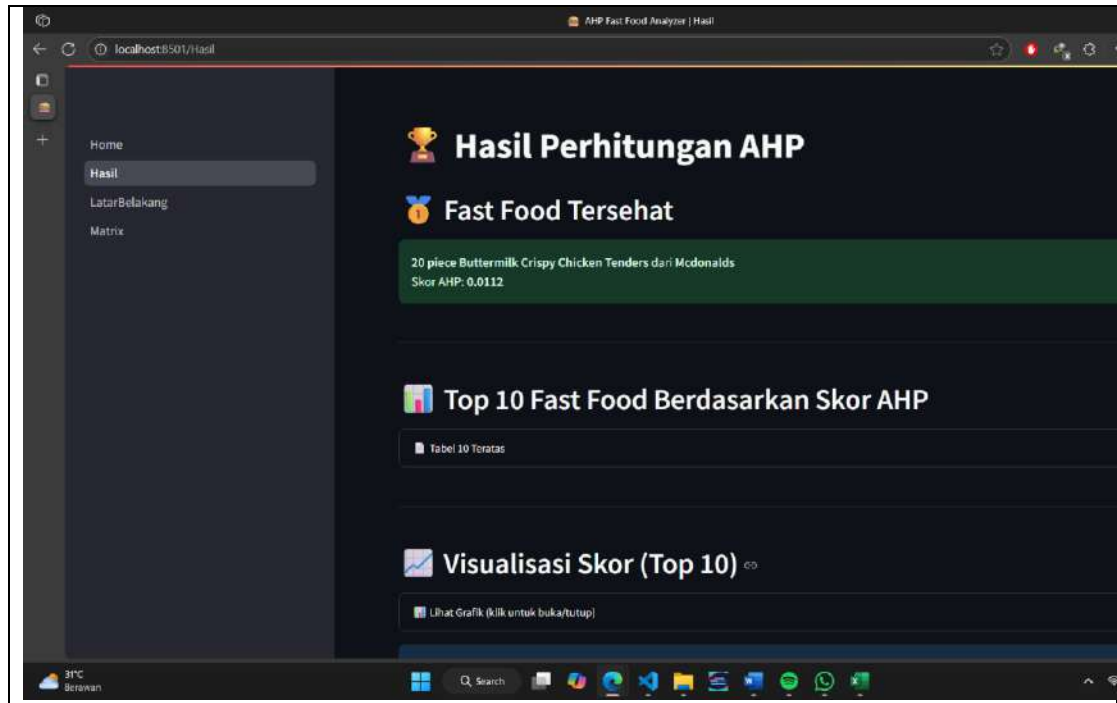 AHP Fast Food Analyzer | Hasil
localhost:8501/Hasil
Home
Hasil
LatarBelakang
Matrix
Hasil Perhitungan AHP
Fast Food Tersehat
20 piece Buttermilk Crispy Chicken Tenders dari Mcdonalds
Skor AHP: 0.0112
Top 10 Fast Food Berdasarkan Skor AHP
Tabel 10 Teratas
Visualisasi Skor (Top 10)
Lihat Grafik (klik untuk buka/tutup)
31°C
Berawan
Search